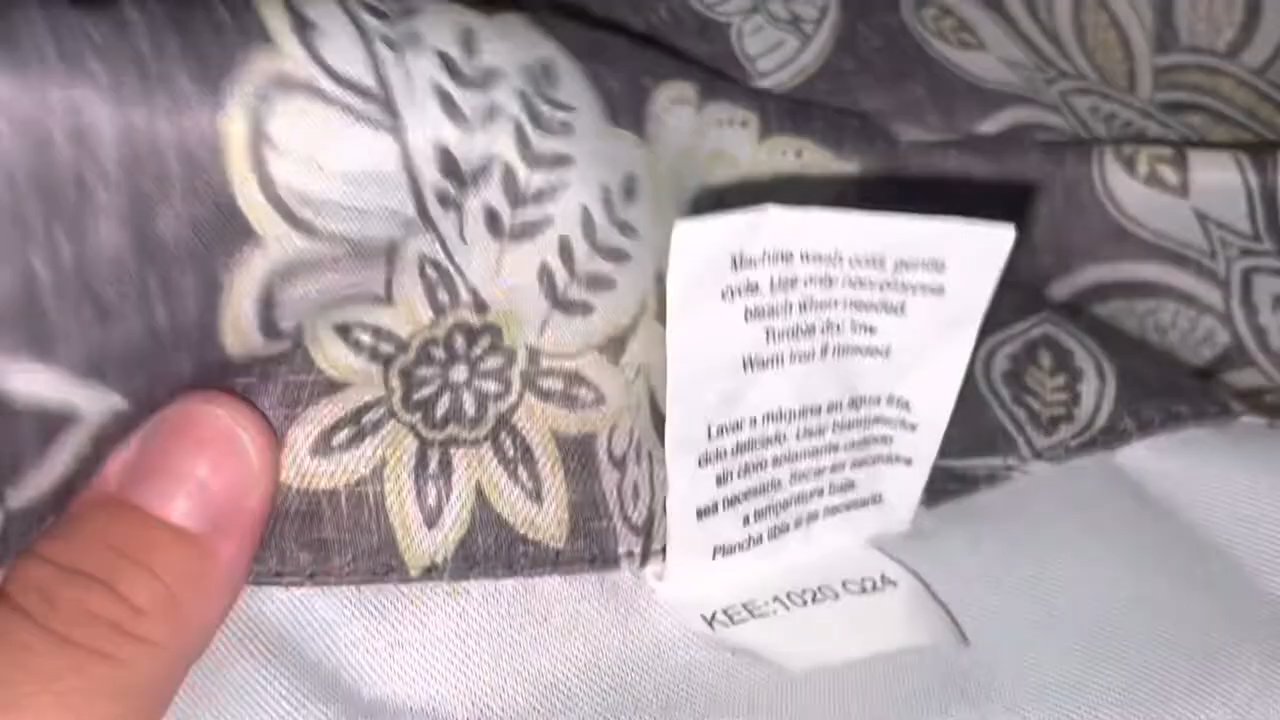 Machine wash cold, gentle
cycle. Use only non-chlorine
bleach when needed.
Tumble dry low.
Warm iron if needed.
Lavar a máquina en agua fría,
ciclo delicado. Usar blanqueador
sin cloro solamente cuando
sea necesario. Secar en secadora
a temperatura baja.
Plancha tibia si es necesario.
KEE:1020 Q24